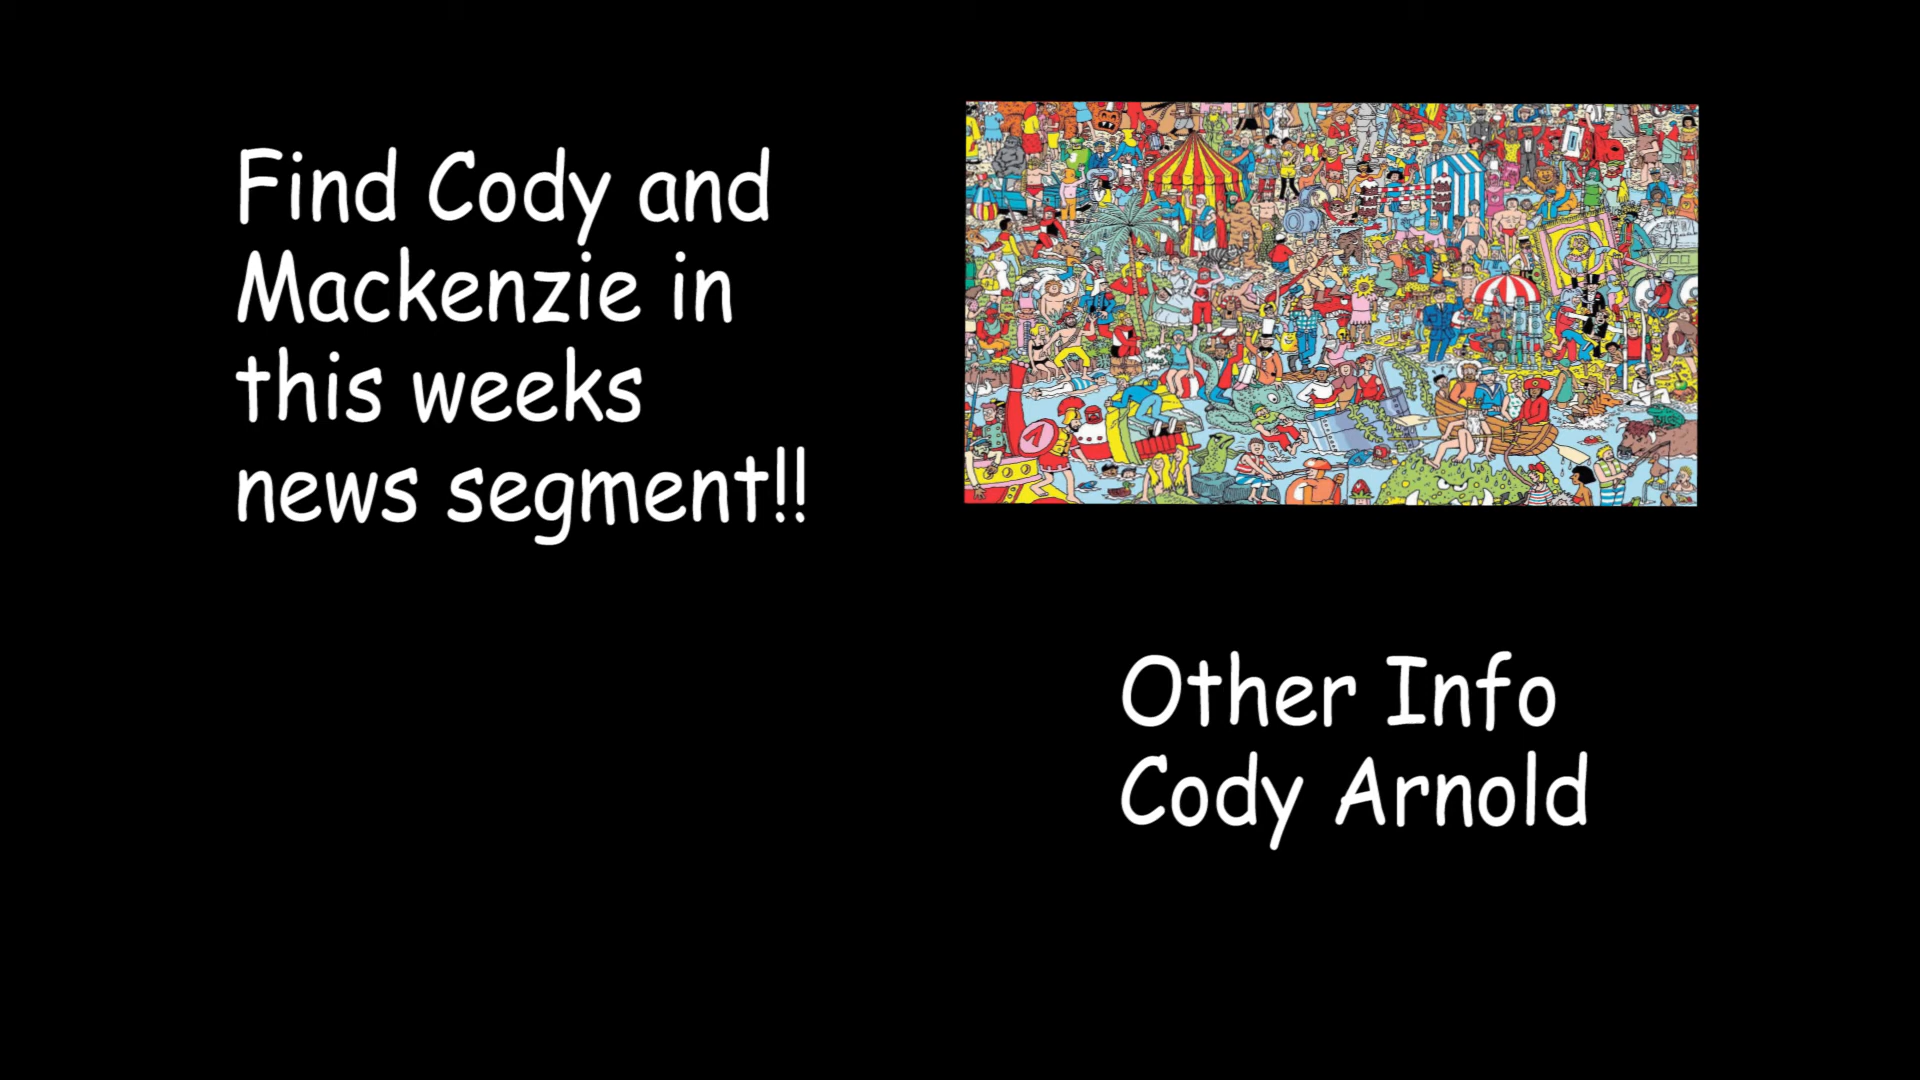 Find Cody and
Mackenzie in
this weeks
news segment!!
Other Info
Cody Arnold